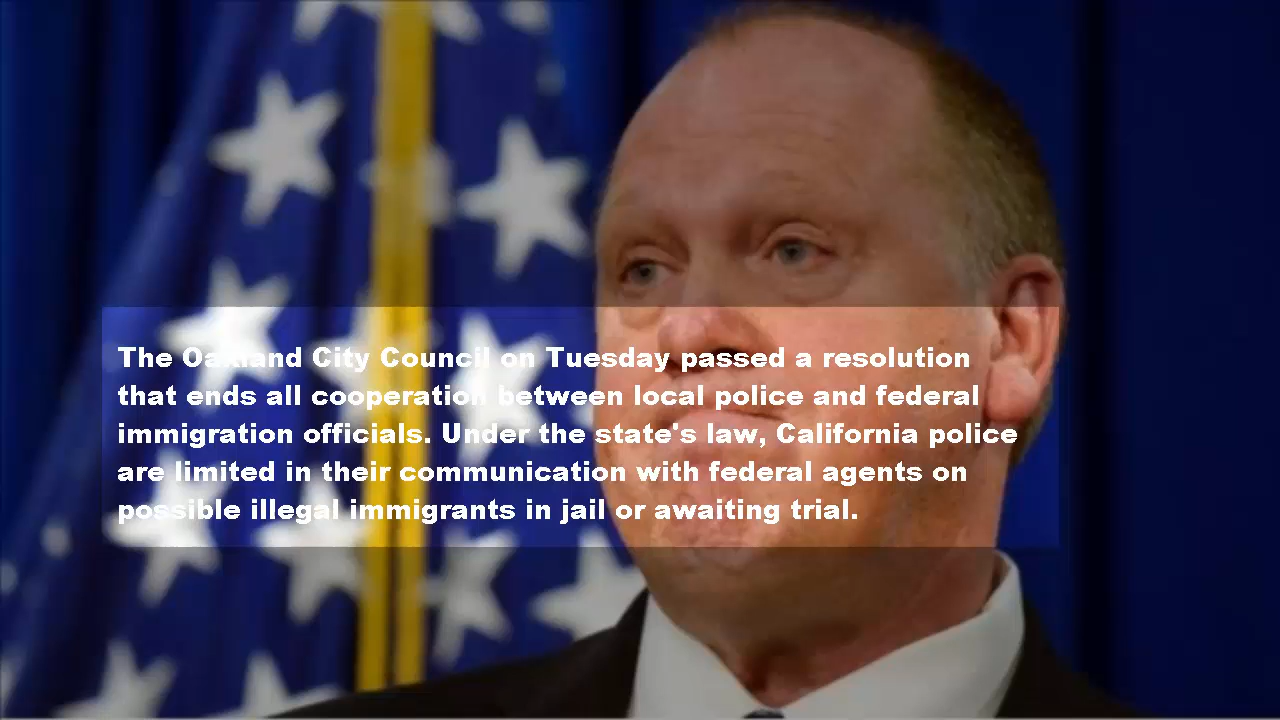 The Oakland City Council on Tuesday passed a resolution
that ends all cooperation between local police and federal
immigration officials. Under the state's law, California police
are limited in their communication with federal agents on
possible illegal immigrants in jail or awaiting trial.